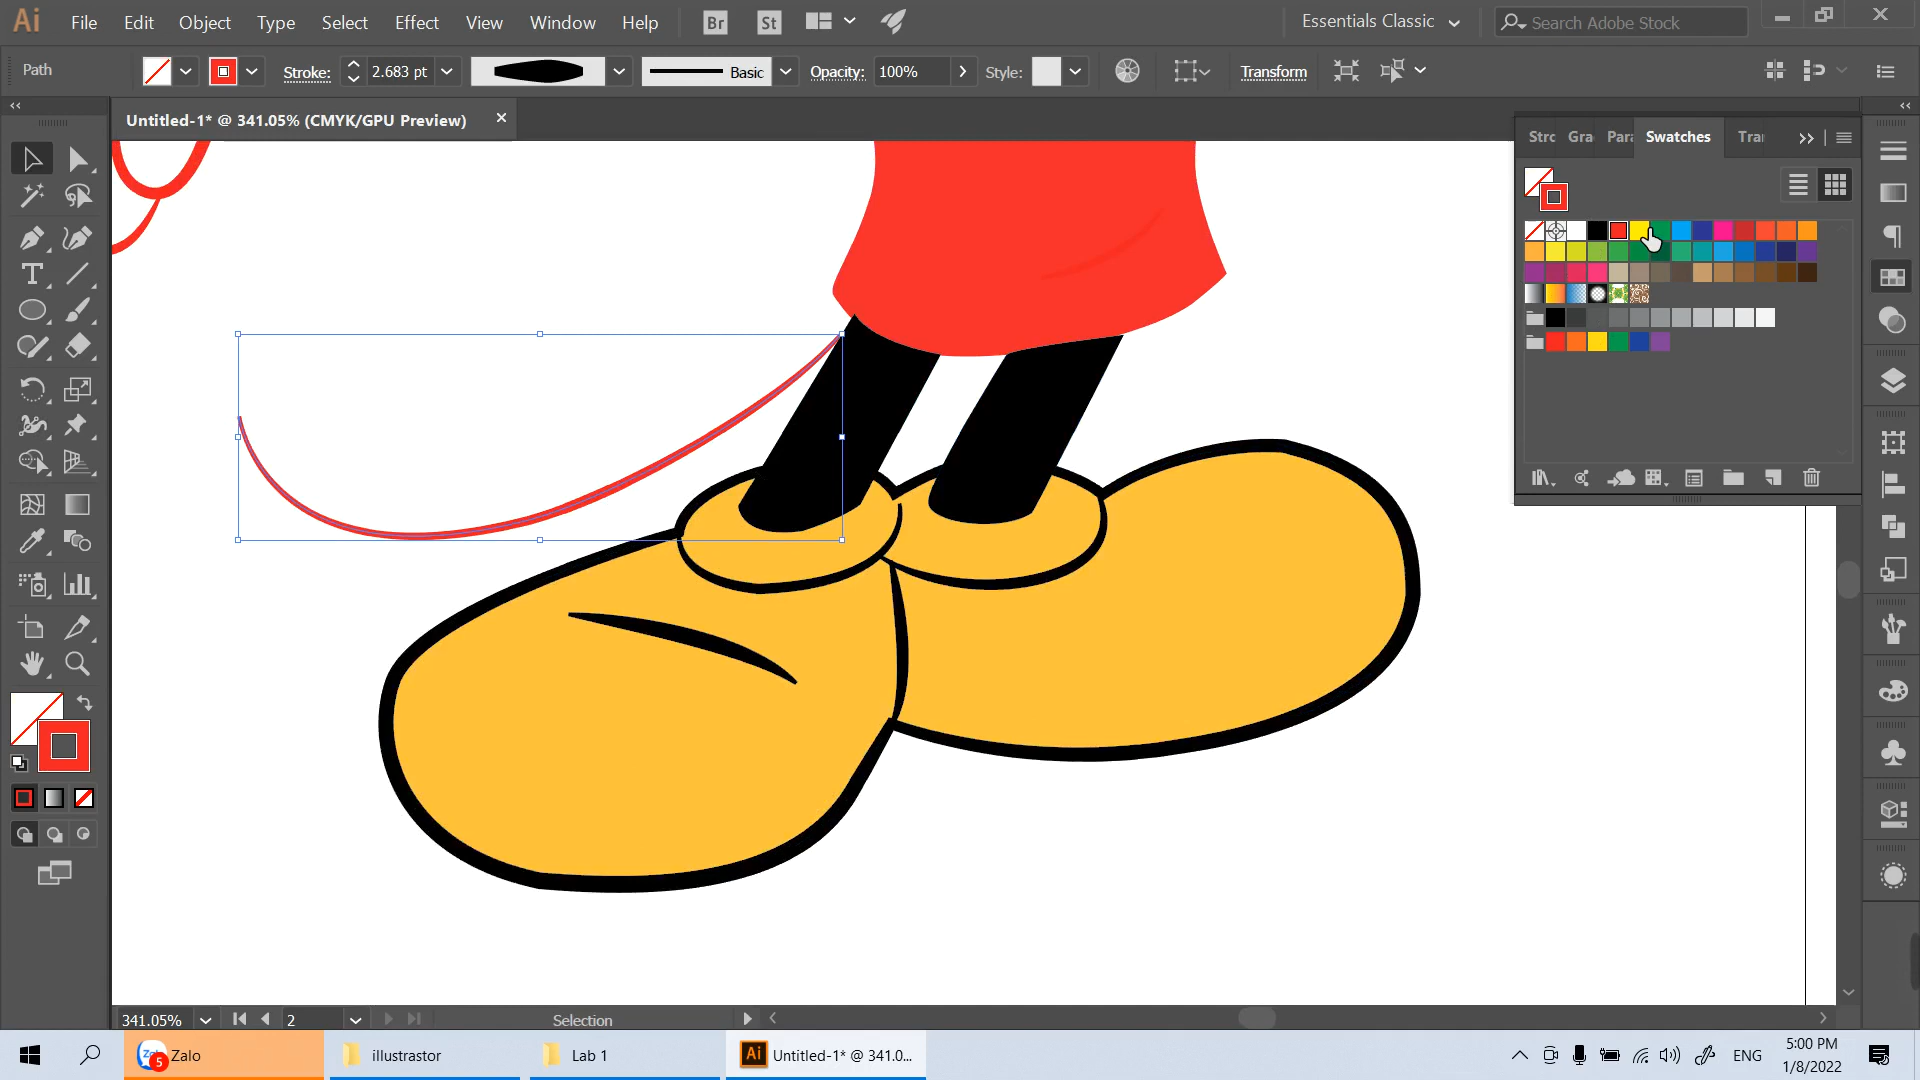 Ai File Edit Object Type Select Effect View Window Help Br St Essentials Classic Search Adobe Stock
Path Stroke: 2.683 pt Basic Opacity: 100% Style: Transform
Untitled-1* @ 341.05% (CMYK/GPU Preview)
Strc Gra Para Swatches Tra
341.05% 2 Selection
Zalo 5 illustrastor Lab 1 Ai Untitled-1* @ 341.0... ENG
5:00 PM
1/8/2022